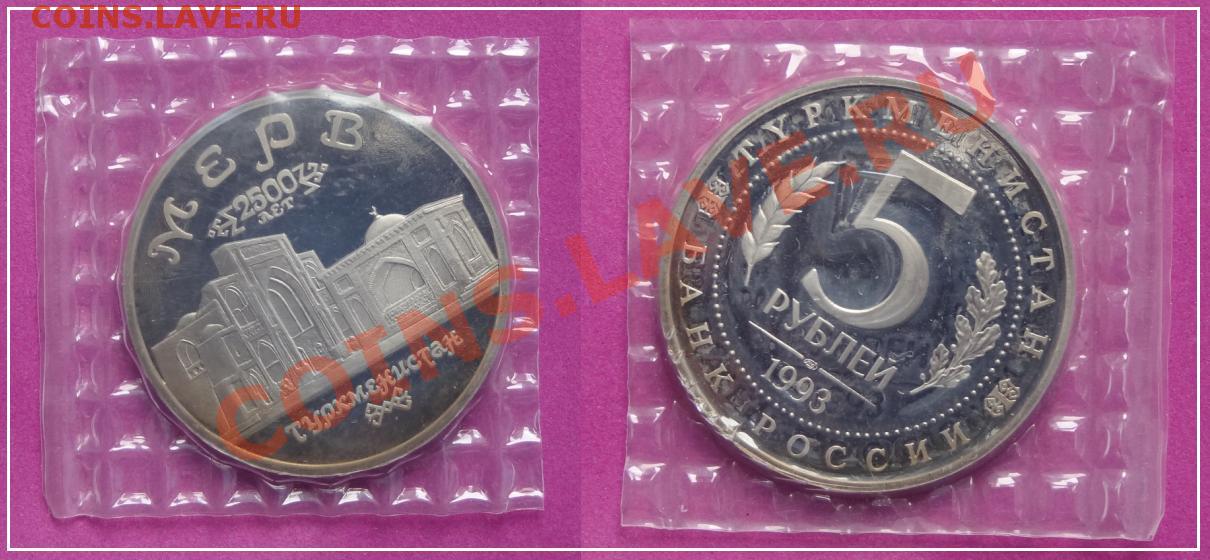 COINS.LAVE.RU
МЕРВ
2500
ЛЕТ
ТУРКМЕНИСТАН
COINS.LAVE.RU
ТУРКМЕНИСТАН
5
РУБЛЕЙ
1993
БАНК РОССИИ